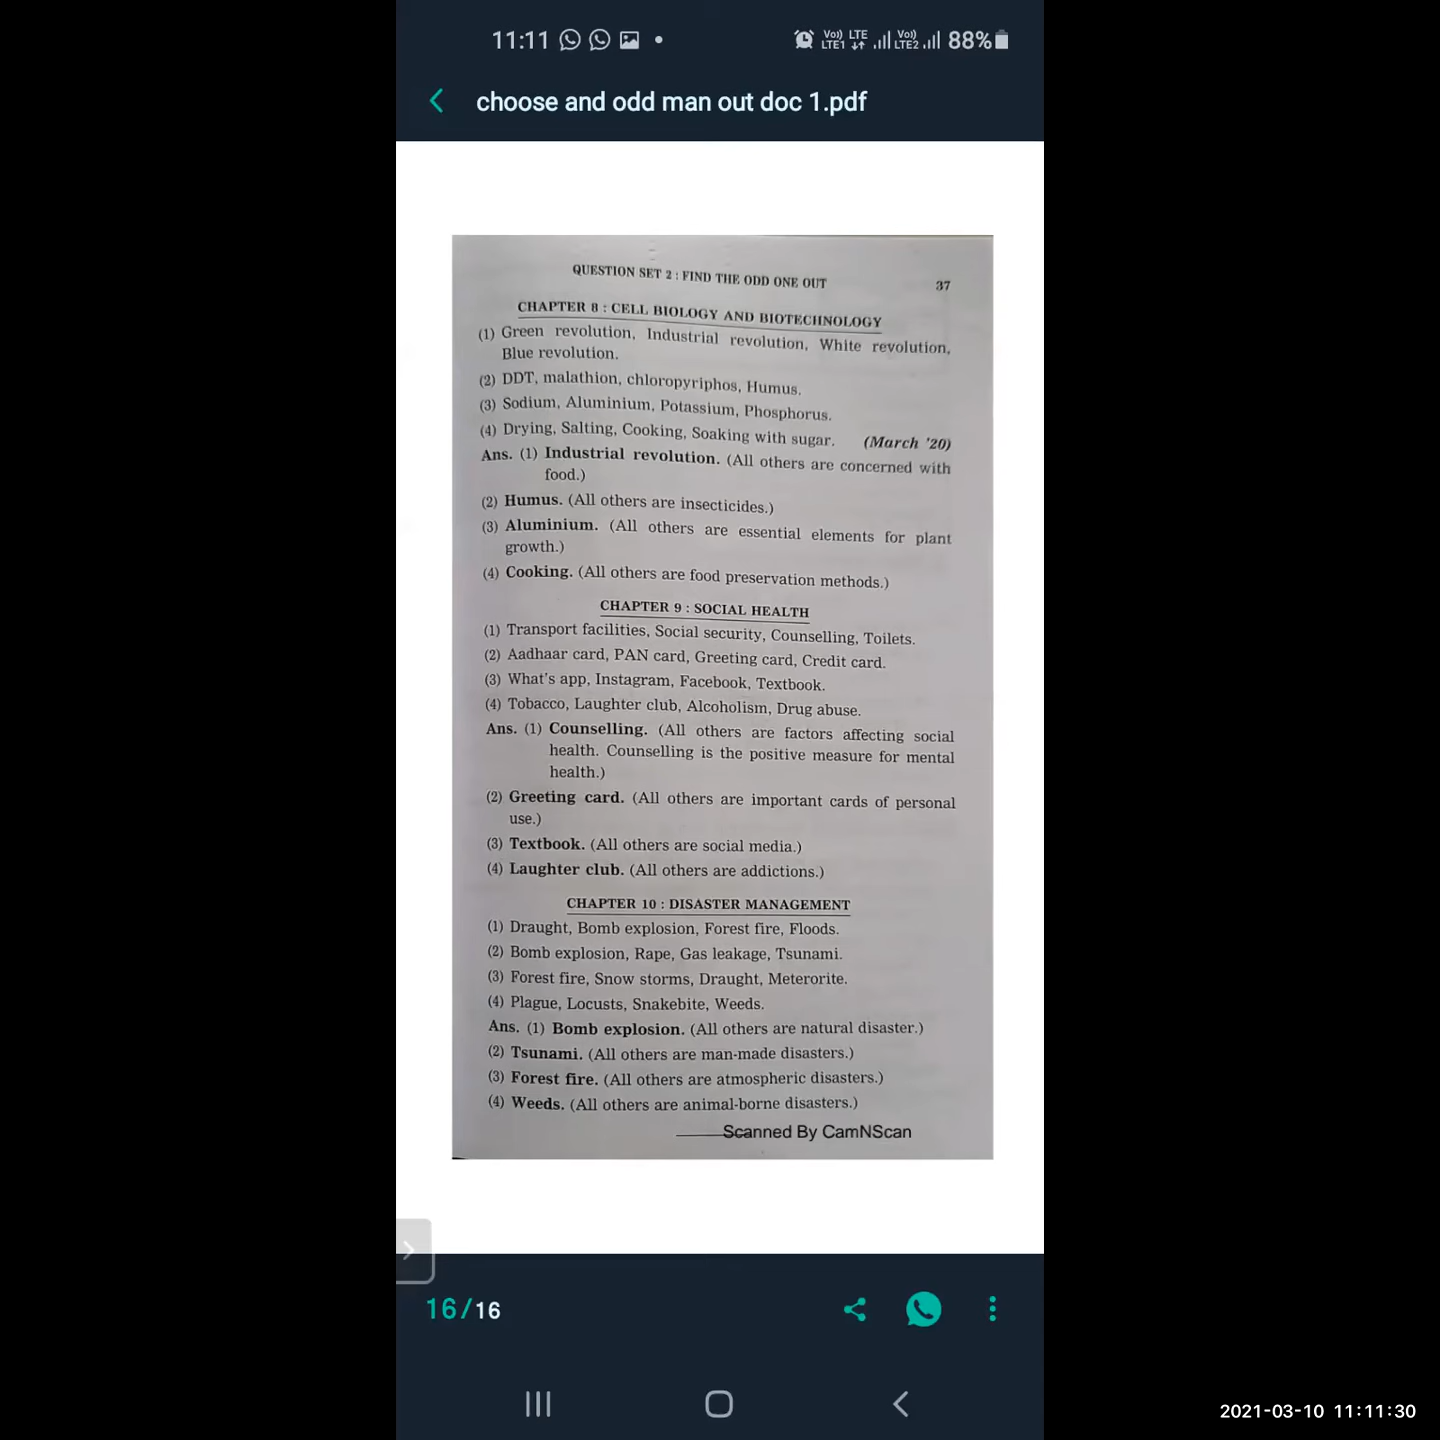 11:11
Vo) LTE
LTE1
Vo)
LTE2
88%
choose and odd man out doc 1.pdf
QUESTION SET 2 : FIND THE ODD ONE OUT
37
CHAPTER 8 : CELL BIOLOGY AND BIOTECHNOLOGY
(1) Green revolution, Industrial revolution, White revolution,
Blue revolution.
(2) DDT, malathion, chloropyriphos, Humus.
(3) Sodium, Aluminium, Potassium, Phosphorus.
(4) Drying, Salting, Cooking, Soaking with sugar. (March '20)
Ans. (1) Industrial revolution. (All others are concerned with
food.)
(2) Humus. (All others are insecticides.)
(3) Aluminium. (All others are essential elements for plant
growth.)
(4) Cooking. (All others are food preservation methods.)
CHAPTER 9 : SOCIAL HEALTH
(1) Transport facilities, Social security, Counselling, Toilets.
(2) Aadhaar card, PAN card, Greeting card, Credit card.
(3) What's app, Instagram, Facebook, Textbook.
(4) Tobacco, Laughter club, Alcoholism, Drug abuse.
Ans. (1) Counselling. (All others are factors affecting social
health. Counselling is the positive measure for mental
health.)
(2) Greeting card. (All others are important cards of personal
use.)
(3) Textbook. (All others are social media.)
(4) Laughter club. (All others are addictions.)
CHAPTER 10 : DISASTER MANAGEMENT
(1) Draught, Bomb explosion, Forest fire, Floods.
(2) Bomb explosion, Rape, Gas leakage, Tsunami.
(3) Forest fire, Snow storms, Draught, Meterorite.
(4) Plague, Locusts, Snakebite, Weeds.
Ans. (1) Bomb explosion. (All others are natural disaster.)
(2) Tsunami. (All others are man-made disasters.)
(3) Forest fire. (All others are atmospheric disasters.)
(4) Weeds. (All others are animal-borne disasters.)
Scanned By CamNScan
16/16
2021-03-10 11:11:30